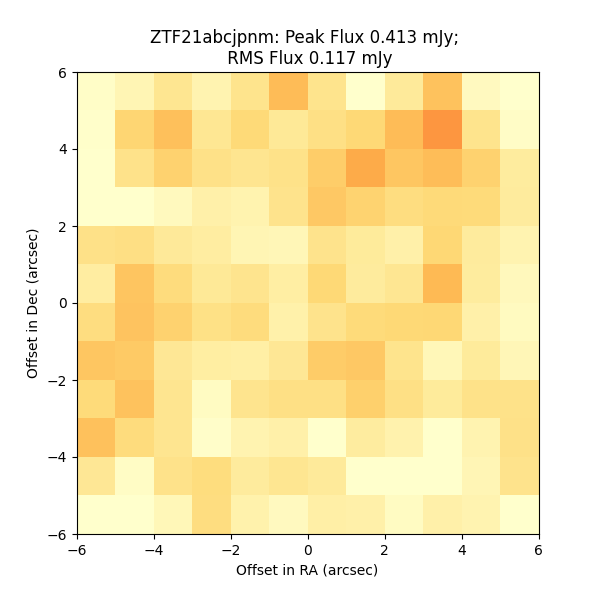 ZTF21abcjpnm: Peak Flux 0.413 mJy;
RMS Flux 0.117 mJy
6
4
2
0
−2
−4
−6
Offset in Dec (arcsec)
−6 −4 −2 0 2 4 6
Offset in RA (arcsec)